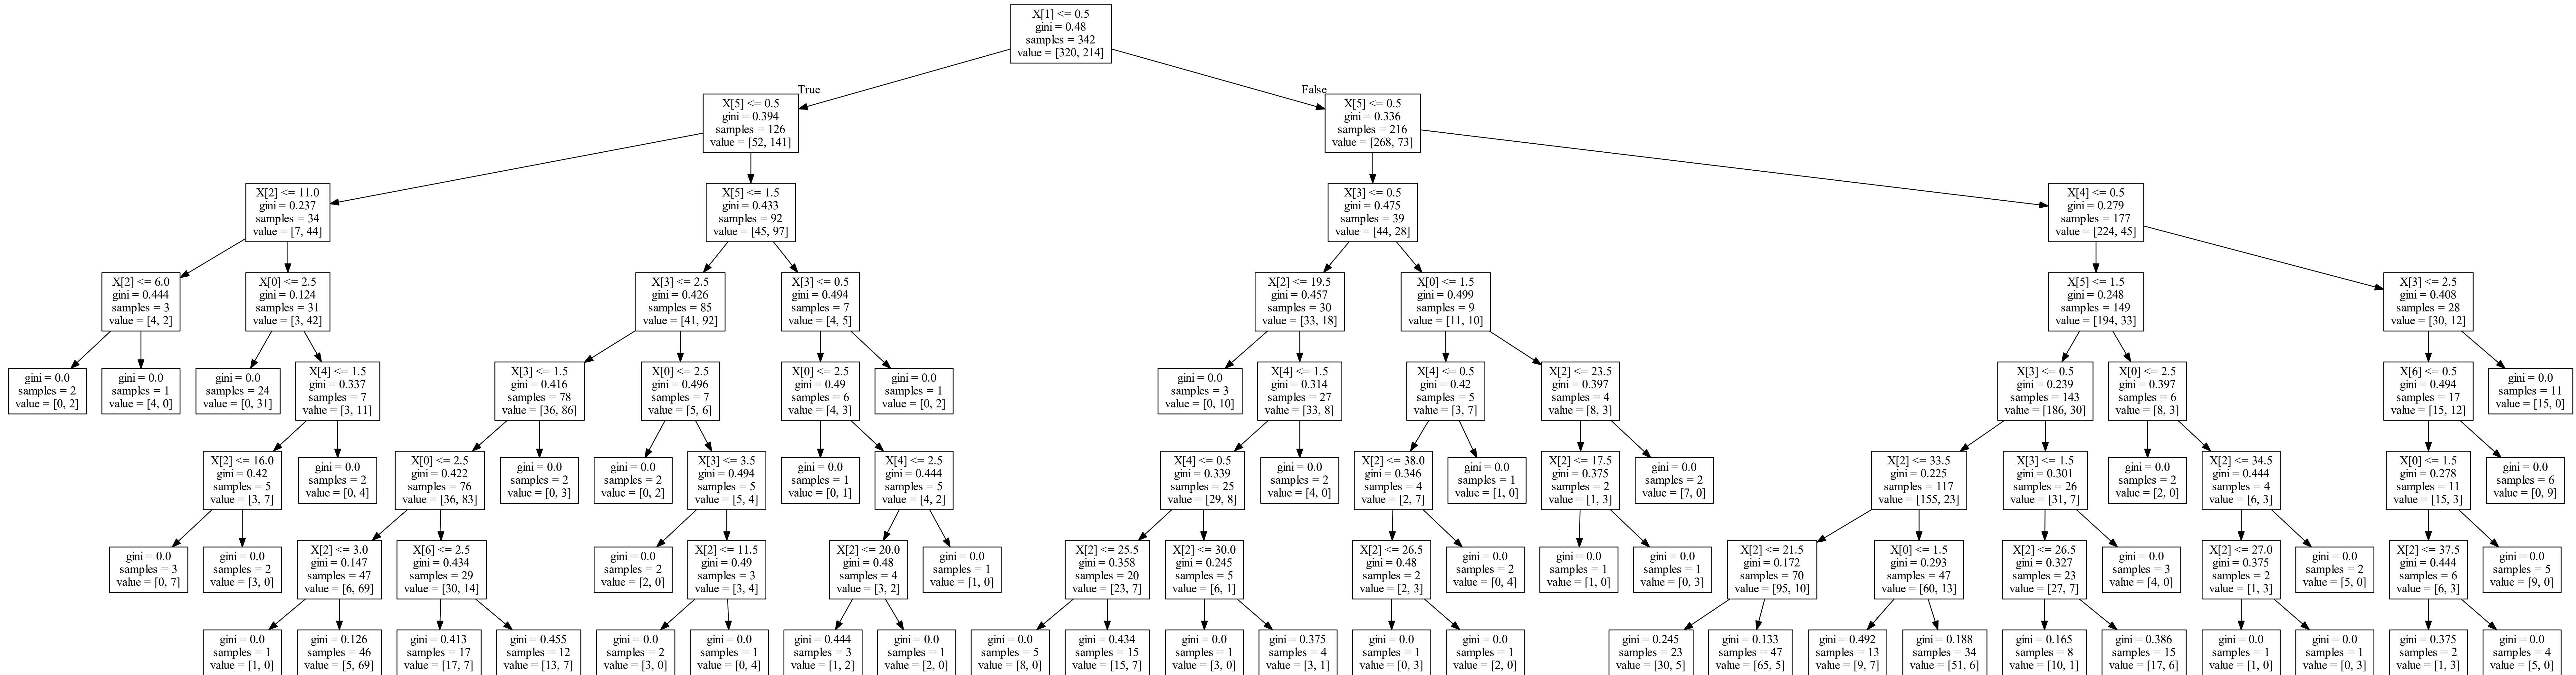 X[1] <= 0.5
gini = 0.48
samples = 342
value = [320, 214]
True
False
X[5] <= 0.5
gini = 0.394
samples = 126
value = [52, 141]
X[5] <= 0.5
gini = 0.336
samples = 216
value = [268, 73]
X[2] <= 11.0
gini = 0.237
samples = 34
value = [7, 44]
X[5] <= 1.5
gini = 0.433
samples = 92
value = [45, 97]
X[3] <= 0.5
gini = 0.475
samples = 39
value = [44, 28]
X[4] <= 0.5
gini = 0.279
samples = 177
value = [224, 45]
X[2] <= 6.0
gini = 0.444
samples = 3
value = [4, 2]
X[0] <= 2.5
gini = 0.124
samples = 31
value = [3, 42]
X[3] <= 2.5
gini = 0.426
samples = 85
value = [41, 92]
X[3] <= 0.5
gini = 0.494
samples = 7
value = [4, 5]
X[2] <= 19.5
gini = 0.457
samples = 30
value = [33, 18]
X[0] <= 1.5
gini = 0.499
samples = 9
value = [11, 10]
X[5] <= 1.5
gini = 0.248
samples = 149
value = [194, 33]
X[3] <= 2.5
gini = 0.408
samples = 28
value = [30, 12]
gini = 0.0
samples = 2
value = [0, 2]
gini = 0.0
samples = 1
value = [4, 0]
gini = 0.0
samples = 24
value = [0, 31]
X[4] <= 1.5
gini = 0.337
samples = 7
value = [3, 11]
X[3] <= 1.5
gini = 0.416
samples = 78
value = [36, 86]
X[0] <= 2.5
gini = 0.496
samples = 7
value = [5, 6]
X[0] <= 2.5
gini = 0.49
samples = 6
value = [4, 3]
gini = 0.0
samples = 1
value = [0, 2]
gini = 0.0
samples = 3
value = [0, 10]
X[4] <= 1.5
gini = 0.314
samples = 27
value = [33, 8]
X[4] <= 0.5
gini = 0.42
samples = 5
value = [3, 7]
X[2] <= 23.5
gini = 0.397
samples = 4
value = [8, 3]
X[3] <= 0.5
gini = 0.239
samples = 143
value = [186, 30]
X[0] <= 2.5
gini = 0.397
samples = 6
value = [8, 3]
X[6] <= 0.5
gini = 0.494
samples = 17
value = [15, 12]
gini = 0.0
samples = 11
value = [15, 0]
X[2] <= 16.0
gini = 0.42
samples = 5
value = [3, 7]
gini = 0.0
samples = 2
value = [0, 4]
X[0] <= 2.5
gini = 0.422
samples = 76
value = [36, 83]
gini = 0.0
samples = 2
value = [0, 3]
gini = 0.0
samples = 2
value = [0, 2]
X[3] <= 3.5
gini = 0.494
samples = 5
value = [5, 4]
gini = 0.0
samples = 1
value = [0, 1]
X[4] <= 2.5
gini = 0.444
samples = 5
value = [4, 2]
X[4] <= 0.5
gini = 0.339
samples = 25
value = [29, 8]
gini = 0.0
samples = 2
value = [4, 0]
X[2] <= 38.0
gini = 0.346
samples = 4
value = [2, 7]
gini = 0.0
samples = 1
value = [1, 0]
X[2] <= 17.5
gini = 0.375
samples = 2
value = [1, 3]
gini = 0.0
samples = 2
value = [7, 0]
X[2] <= 33.5
gini = 0.225
samples = 117
value = [155, 23]
X[3] <= 1.5
gini = 0.301
samples = 26
value = [31, 7]
gini = 0.0
samples = 2
value = [2, 0]
X[2] <= 34.5
gini = 0.444
samples = 4
value = [6, 3]
X[0] <= 1.5
gini = 0.278
samples = 11
value = [15, 3]
gini = 0.0
samples = 6
value = [0, 9]
gini = 0.0
samples = 3
value = [0, 7]
gini = 0.0
samples = 2
value = [3, 0]
X[2] <= 3.0
gini = 0.147
samples = 47
value = [6, 69]
X[6] <= 2.5
gini = 0.434
samples = 29
value = [30, 14]
gini = 0.0
samples = 2
value = [2, 0]
X[2] <= 11.5
gini = 0.49
samples = 3
value = [3, 4]
X[2] <= 20.0
gini = 0.48
samples = 4
value = [3, 2]
gini = 0.0
samples = 1
value = [1, 0]
X[2] <= 25.5
gini = 0.358
samples = 20
value = [23, 7]
X[2] <= 30.0
gini = 0.245
samples = 5
value = [6, 1]
X[2] <= 26.5
gini = 0.48
samples = 2
value = [2, 3]
gini = 0.0
samples = 2
value = [0, 4]
gini = 0.0
samples = 1
value = [1, 0]
gini = 0.0
samples = 1
value = [0, 3]
X[2] <= 21.5
gini = 0.172
samples = 70
value = [95, 10]
X[0] <= 1.5
gini = 0.293
samples = 47
value = [60, 13]
X[2] <= 26.5
gini = 0.327
samples = 23
value = [27, 7]
gini = 0.0
samples = 3
value = [4, 0]
X[2] <= 27.0
gini = 0.375
samples = 2
value = [1, 3]
gini = 0.0
samples = 2
value = [5, 0]
X[2] <= 37.5
gini = 0.444
samples = 6
value = [6, 3]
gini = 0.0
samples = 5
value = [9, 0]
gini = 0.0
samples = 1
value = [1, 0]
gini = 0.126
samples = 46
value = [5, 69]
gini = 0.413
samples = 17
value = [17, 7]
gini = 0.455
samples = 12
value = [13, 7]
gini = 0.0
samples = 2
value = [3, 0]
gini = 0.0
samples = 1
value = [0, 4]
gini = 0.444
samples = 3
value = [1, 2]
gini = 0.0
samples = 1
value = [2, 0]
gini = 0.0
samples = 5
value = [8, 0]
gini = 0.434
samples = 15
value = [15, 7]
gini = 0.0
samples = 1
value = [3, 0]
gini = 0.375
samples = 4
value = [3, 1]
gini = 0.0
samples = 1
value = [0, 3]
gini = 0.0
samples = 1
value = [2, 0]
gini = 0.245
samples = 23
value = [30, 5]
gini = 0.133
samples = 47
value = [65, 5]
gini = 0.492
samples = 13
value = [9, 7]
gini = 0.188
samples = 34
value = [51, 6]
gini = 0.165
samples = 8
value = [10, 1]
gini = 0.386
samples = 15
value = [17, 6]
gini = 0.0
samples = 1
value = [1, 0]
gini = 0.0
samples = 1
value = [0, 3]
gini = 0.375
samples = 2
value = [1, 3]
gini = 0.0
samples = 4
value = [5, 0]